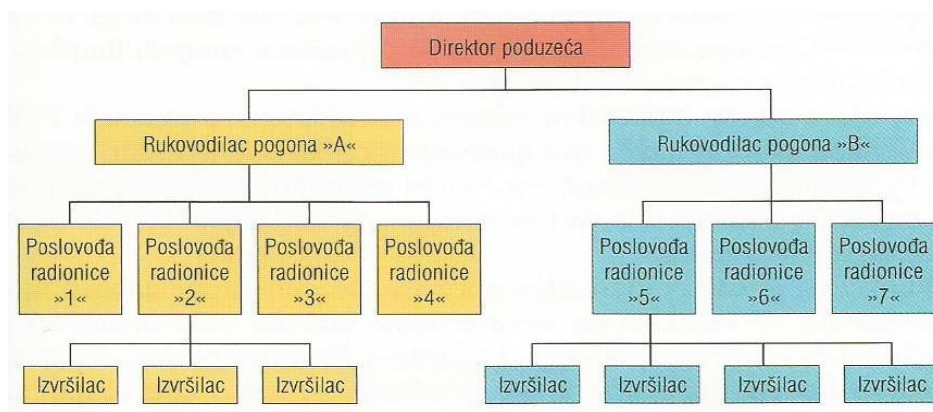 Direktor poduzeća
Rukovodilac pogona »A«
Rukovodilac pogona »B«
Poslovođa
radionice
»1«
Poslovođa
radionice
»2«
Poslovođa
radionice
»3«
Poslovođa
radionice
»4«
Poslovođa
radionice
»5«
Poslovođa
radionice
»6«
Poslovođa
radionice
»7«
Izvršilac
Izvršilac
Izvršilac
Izvršilac
Izvršilac
Izvršilac
Izvršilac